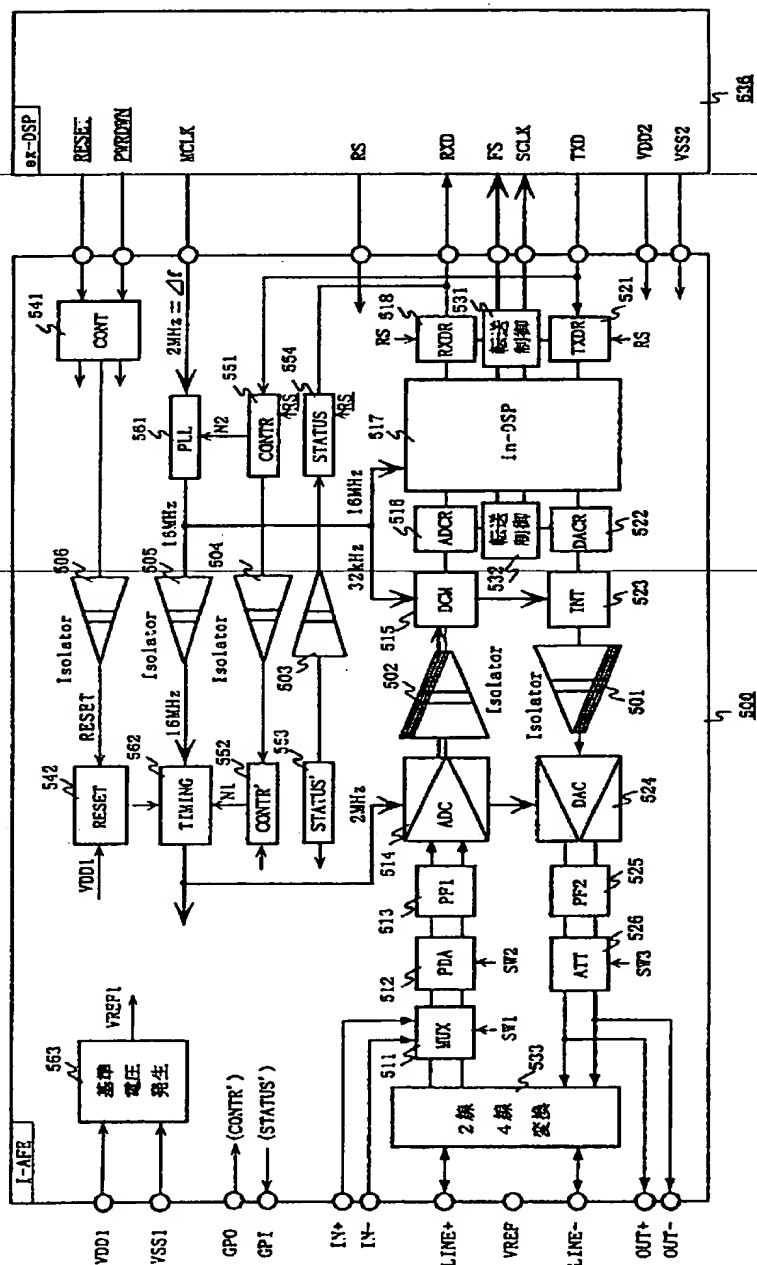 I-AFE
ex-DSP
VDD1
VSS1
GPO
GPI
IN+
IN-
LINE+
VREF
LINE-
OUT+
OUT-
563
基準
電圧
発生
VREF1
(CONTR')
(STATUS')
VDD1
542
RESET
RESET
Isolator
506
541
CONT
RESET
PWRDWN
MCLK
562
TIMING
16MHz
Isolator
505
16MHz
561
PLL
2MHz=Δf
N1
552
CONTR'
Isolator
504
N2
551
CONTR
RS
553
STATUS'
503
554
STATUS
RS
2MHz
32kHz
16MHz
RS
RXD
FS
SCLK
TXD
VDD2
VSS2
536
533
2線
4線
変換
511
MUX
SW1
512
PDA
SW2
513
PF1
514
ADC
502
Isolator
515
DCM
516
ADCR
517
in-DSP
RS
518
RXDR
532
転送
制御
531
転送
制御
526
ATT
SW3
525
PF2
524
DAC
Isolator
501
523
INT
522
DACR
521
TXDR
RS
500